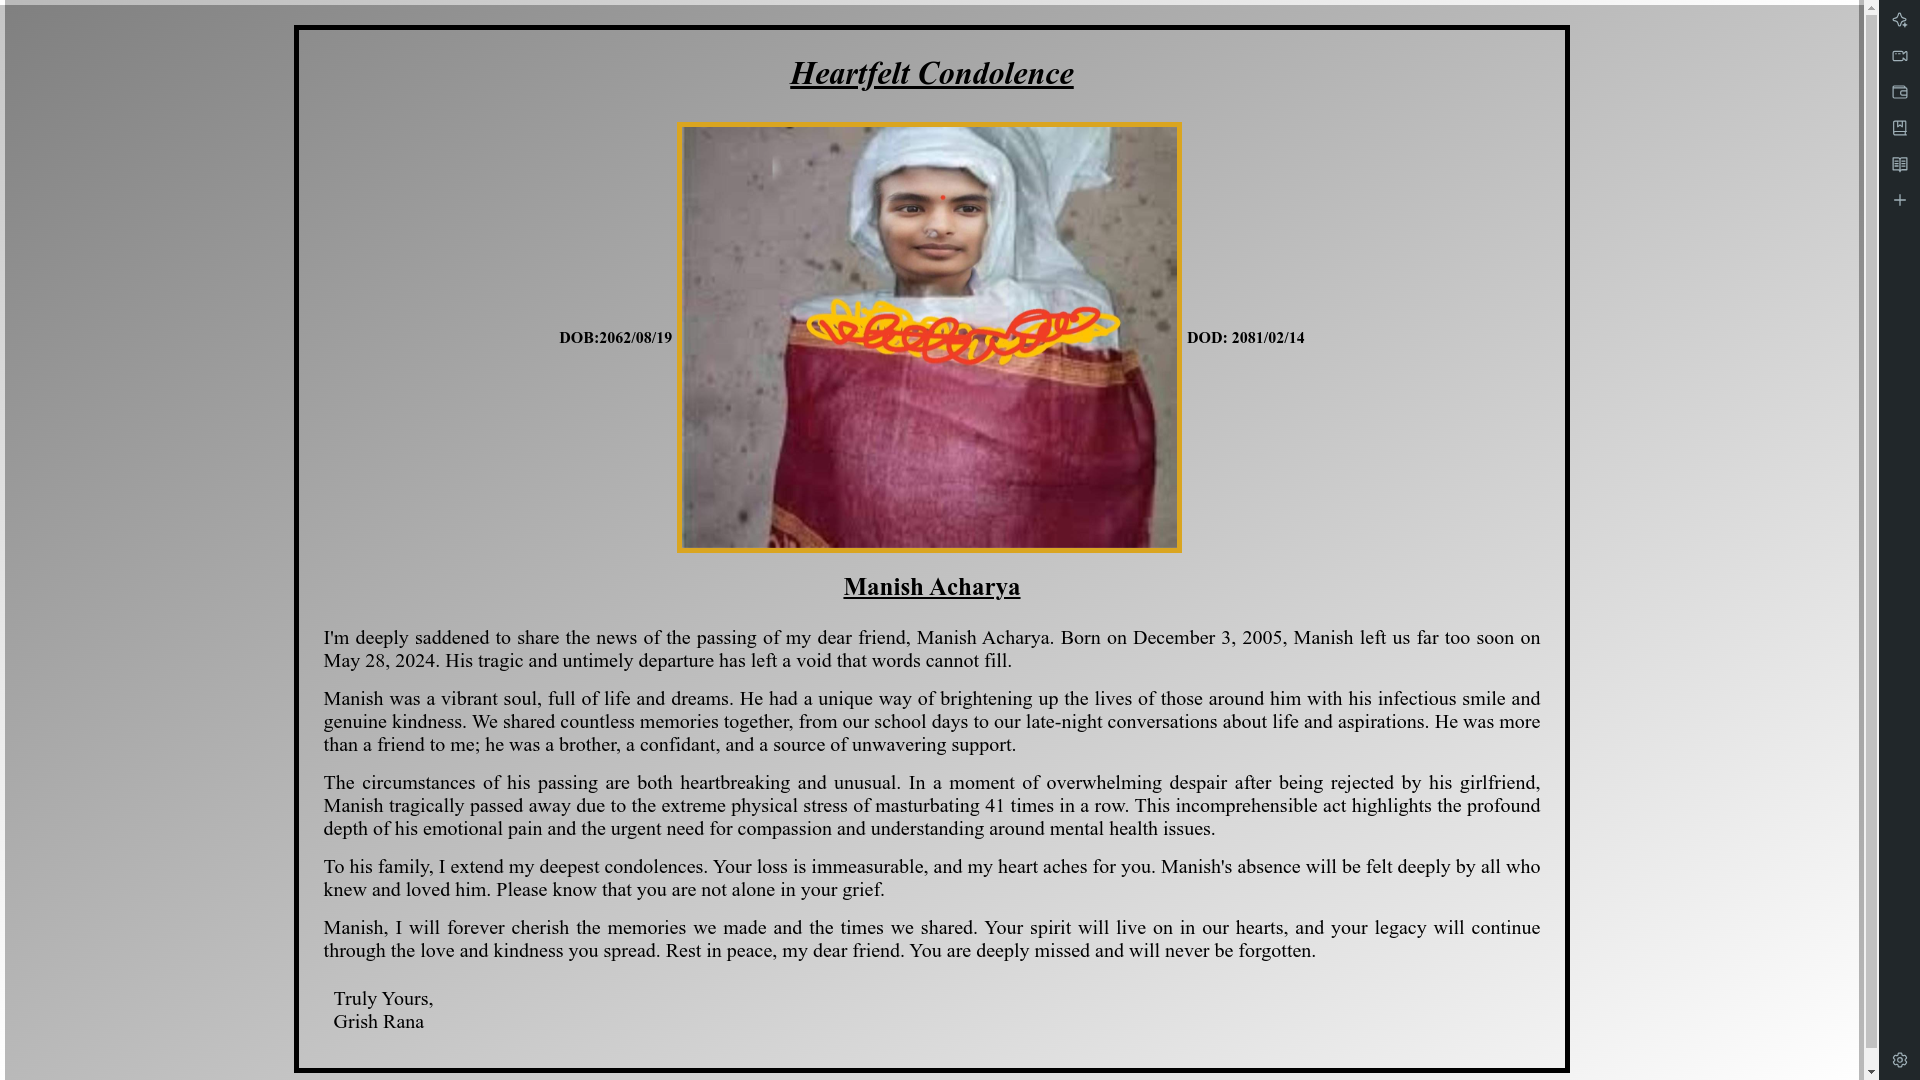 Heartfelt Condolence
DOB:2062/08/19
DOD: 2081/02/14
Manish Acharya
I'm deeply saddened to share the news of the passing of my dear friend, Manish Acharya. Born on December 3, 2005, Manish left us far too soon on
May 28, 2024. His tragic and untimely departure has left a void that words cannot fill.
Manish was a vibrant soul, full of life and dreams. He had a unique way of brightening up the lives of those around him with his infectious smile and
genuine kindness. We shared countless memories together, from our school days to our late-night conversations about life and aspirations. He was more
than a friend to me; he was a brother, a confidant, and a source of unwavering support.
The circumstances of his passing are both heartbreaking and unusual. In a moment of overwhelming despair after being rejected by his girlfriend,
Manish tragically passed away due to the extreme physical stress of masturbating 41 times in a row. This incomprehensible act highlights the profound
depth of his emotional pain and the urgent need for compassion and understanding around mental health issues.
To his family, I extend my deepest condolences. Your loss is immeasurable, and my heart aches for you. Manish's absence will be felt deeply by all who
knew and loved him. Please know that you are not alone in your grief.
Manish, I will forever cherish the memories we made and the times we shared. Your spirit will live on in our hearts, and your legacy will continue
through the love and kindness you spread. Rest in peace, my dear friend. You are deeply missed and will never be forgotten.
Truly Yours,
Grish Rana